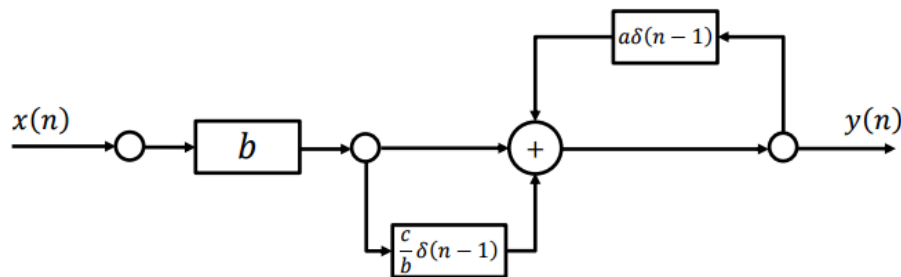 aδ(n − 1)
x(n)
y(n)
b
+
c/b δ(n − 1)